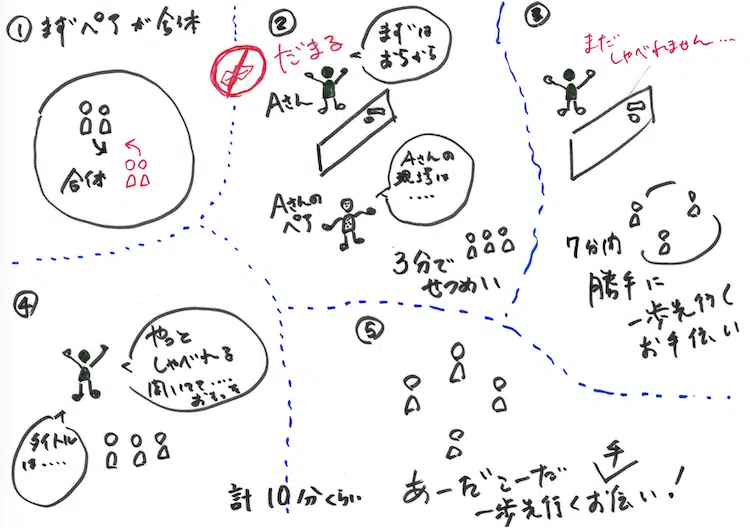 ① まずペアが合体
合体
②
だまる
まずは
おちから
Aさん
Aさんの
現場は
.....
Aさんの
ペア
3分で
せつめい
③
まだ
しゃべれません...
7分間
勝手に
一歩先行く
お手伝い
④
やっと
しゃべれる
聞いてて....
おもった
タイトル
は....
計10分くらい
⑤
あーだこーだ
一歩先行くお手伝い!